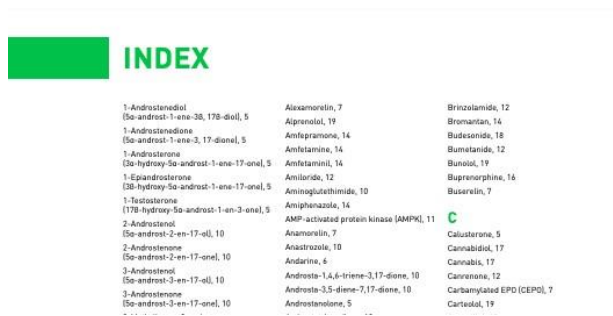 INDEX
1-Androstenediol
(5α-androst-1-ene-3β, 17β-diol), 5
1-Androstenedione
(5α-androst-1-ene-3, 17-dione), 5
1-Androsterone
(3α-hydroxy-5α-androst-1-ene-17-one), 5
1-Epiandrosterone
(3β-hydroxy-5α-androst-1-ene-17-one), 5
1-Testosterone
(17β-hydroxy-5α-androst-1-en-3-one), 5
2-Androstenol
(5α-androst-2-en-17-ol), 10
2-Androstenone
(5α-androst-2-en-17-one), 10
3-Androstenol
(5α-androst-3-en-17-ol), 10
3-Androstenone
(5α-androst-3-en-17-one), 10
Alexamorelin, 7
Alprenolol, 19
Amfepramone, 14
Amfetamine, 14
Amfetaminil, 14
Amiloride, 12
Aminoglutethimide, 10
Amiphenazole, 14
AMP-activated protein kinase (AMPK), 11
Anamorelin, 7
Anastrozole, 10
Andarine, 6
Androsta-1,4,6-triene-3,17-dione, 10
Androsta-3,5-diene-7,17-dione, 10
Androstanolone, 5
Brinzolamide, 12
Bromantan, 14
Budesonide, 18
Bumetanide, 12
Bunolol, 19
Buprenorphine, 16
Buserelin, 7
C
Calusterone, 5
Cannabidiol, 17
Cannabis, 17
Canrenone, 12
Carbamylated EPO (CEPO), 7
Carteolol, 19